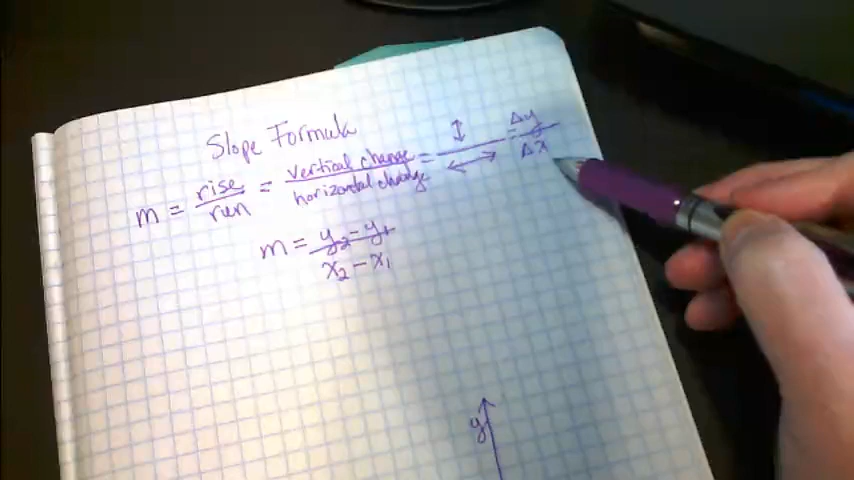 Slope Formula
m = rise/run = vertical change/horizontal change = ↕/↔ = Δy/Δx
m = y₂-y₁/x₂-x₁
y